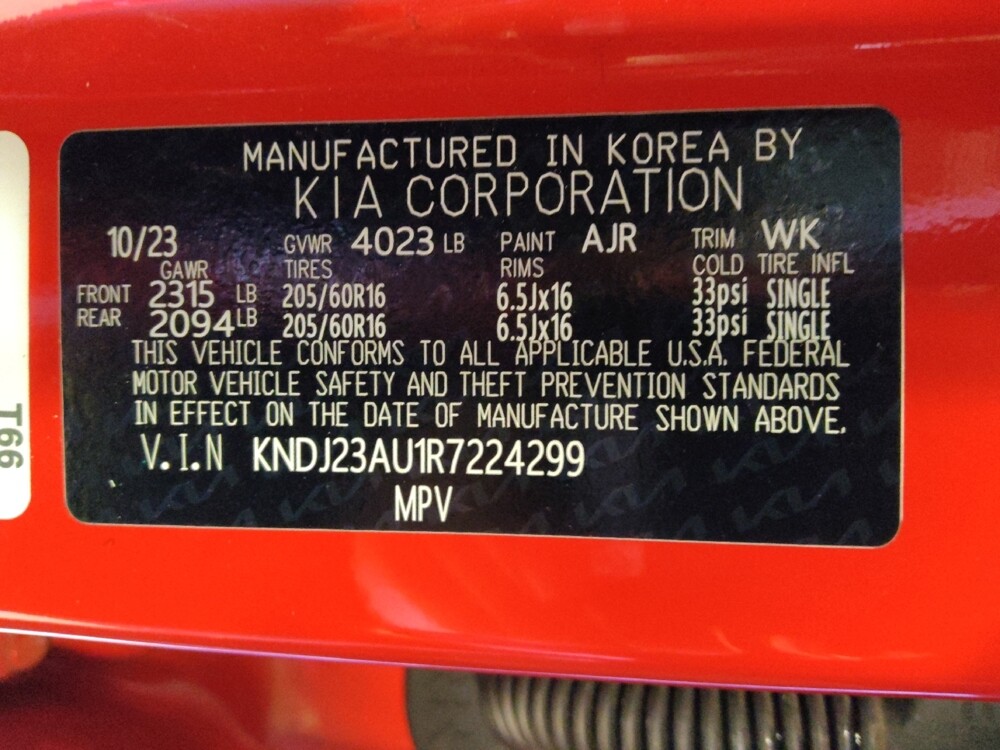 MANUFACTURED IN KOREA BY
KIA CORPORATION
10/23 GVWR 4023 LB PAINT AJR TRIM WK
GAWR TIRES RIMS COLD TIRE INFL
FRONT 2315 LB 205/60R16 6.5Jx16 33psi SINGLE
REAR 2094 LB 205/60R16 6.5Jx16 33psi SINGLE
THIS VEHICLE CONFORMS TO ALL APPLICABLE U.S.A. FEDERAL
MOTOR VEHICLE SAFETY AND THEFT PREVENTION STANDARDS
IN EFFECT ON THE DATE OF MANUFACTURE SHOWN ABOVE.
V.I.N KNDJ23AU1R7224299
MPV
T66